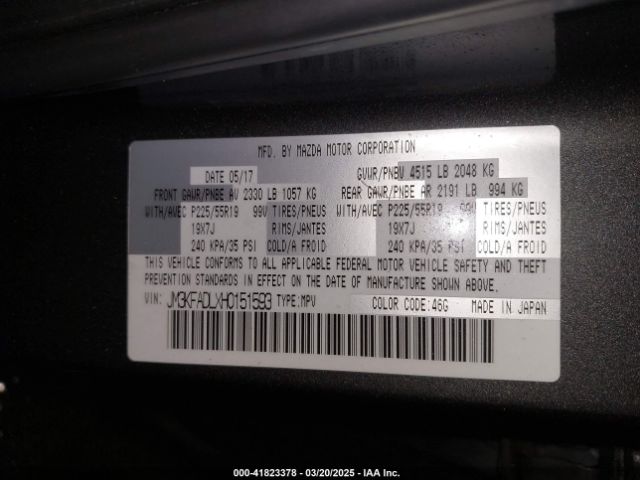 MFD. BY MAZDA MOTOR CORPORATION
DATE 05/17 GVWR/PNBV 4515 LB 2048 KG
FRONT GAWR/PNBE AV 2330 LB 1057 KG REAR GAWR/PNBE AR 2191 LB 994 KG
WITH/AVEC P225/55R19 99V TIRES/PNEUS WITH/AVEC P225/55R19 99V TIRES/PNEUS
19X7J RIMS/JANTES 19X7J RIMS/JANTES
240 KPA/35 PSI COLD/A FROID 240 KPA/35 PSI COLD/A FROID
THIS VEHICLE CONFORMS TO ALL APPLICABLE FEDERAL MOTOR VEHICLE SAFETY AND THEFT
PREVENTION STANDARDS IN EFFECT ON THE DATE OF MANUFACTURE SHOWN ABOVE.
VIN: JM3KFADLXH0151593 TYPE:MPV COLOR CODE:46G MADE IN JAPAN
000-41823378 - 03/20/2025 - IAA Inc.